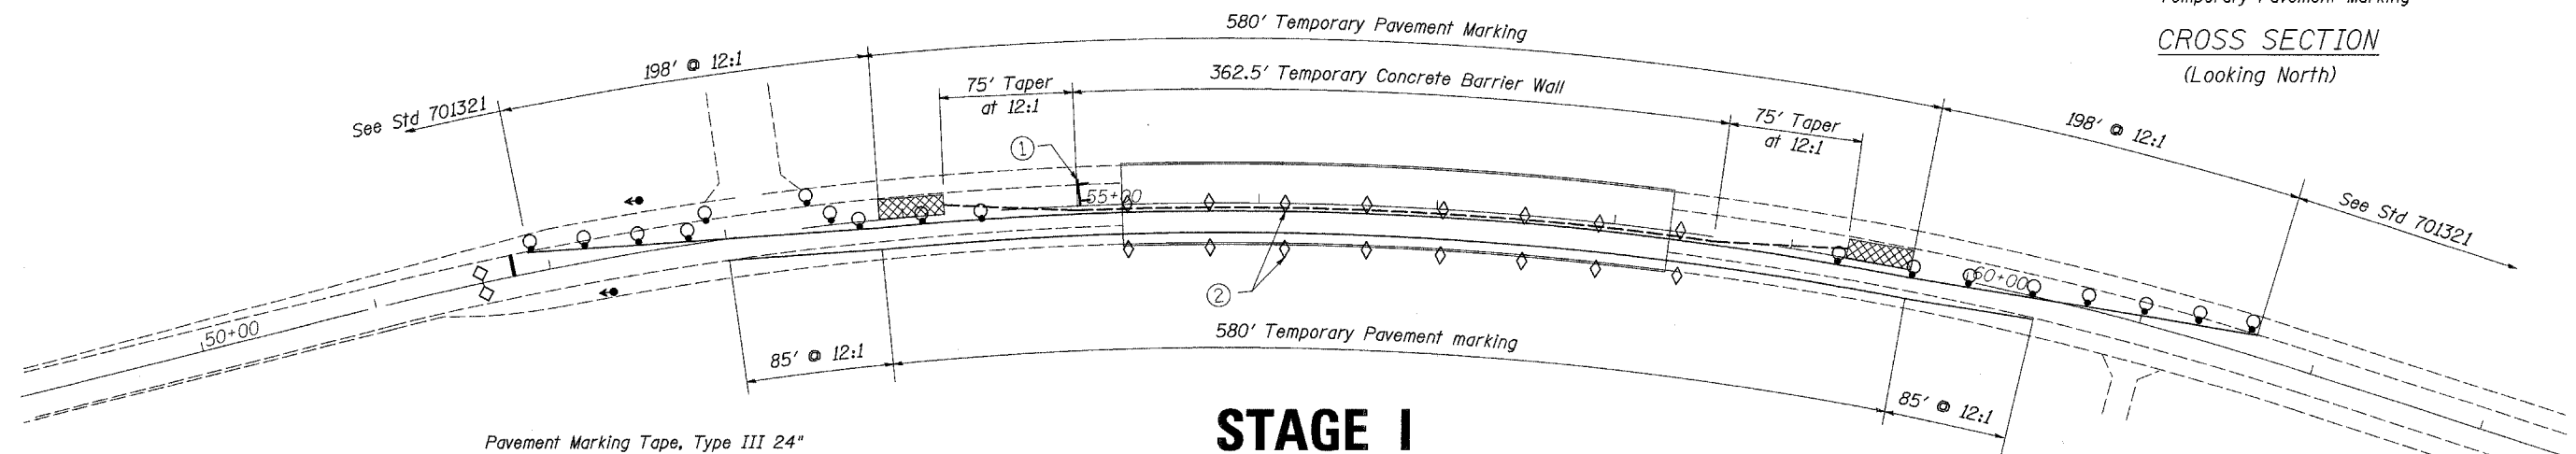 Temporary Pavement Marking
CROSS SECTION
(Looking North)
580' Temporary Pavement Marking
198' @ 12:1
362.5' Temporary Concrete Barrier Wall
75' Taper
at 12:1
See Std 701321
75' Taper
at 12:1
198' @ 12:1
See Std 701321
1
55+00
2
60+00
50+00
580' Temporary Pavement marking
85' @ 12:1
85' @ 12:1
STAGE I
Pavement Marking Tape, Type III 24"